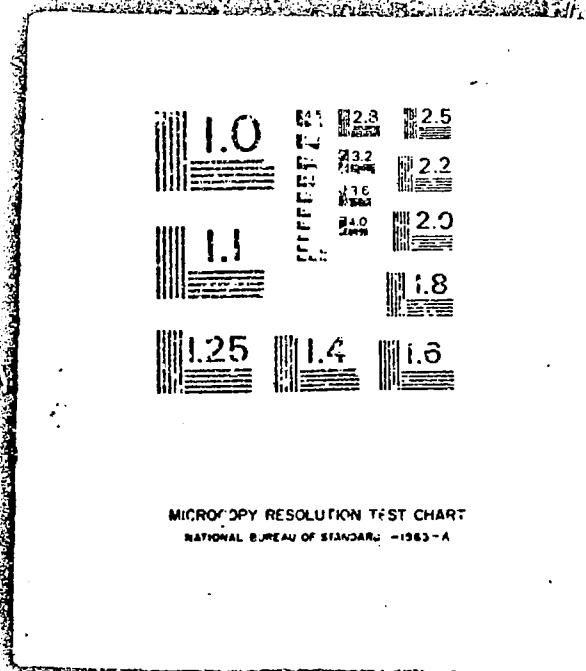 1.0 2.8 2.5
3.2 2.2
3.6
4.0 2.0
1.1
1.8
1.25 1.4 1.6
MICROCOPY RESOLUTION TEST CHART
NATIONAL BUREAU OF STANDARDS -1963-A